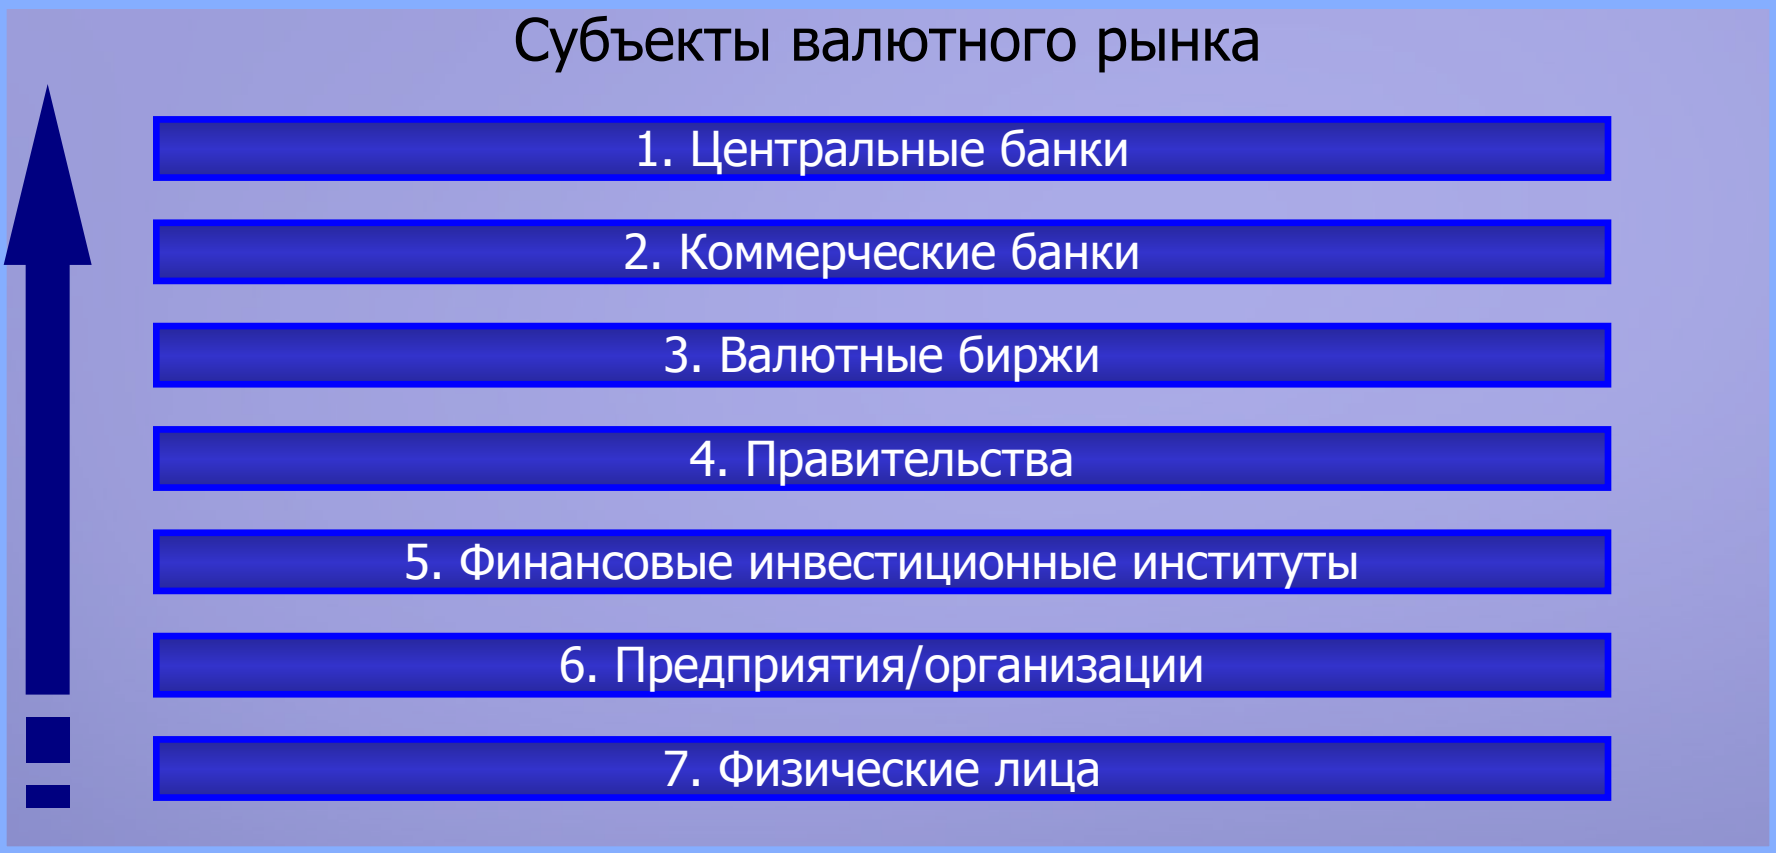 Субъекты валютного рынка
1. Центральные банки
2. Коммерческие банки
3. Валютные биржи
4. Правительства
5. Финансовые инвестиционные институты
6. Предприятия/организации
7. Физические лица